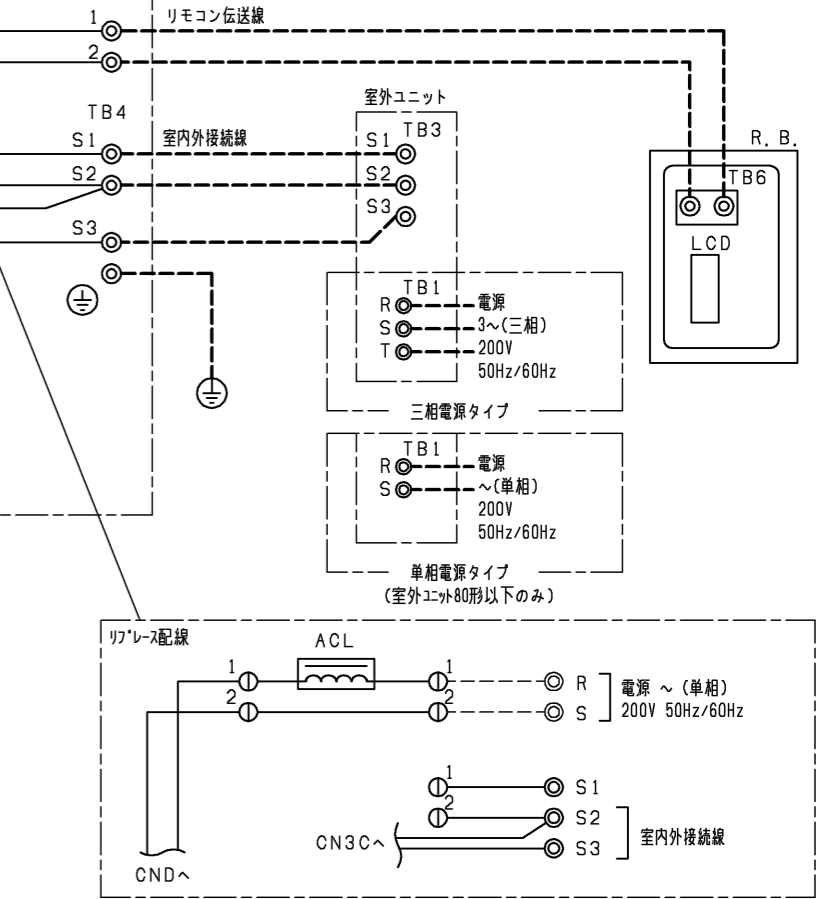 1 リモコン伝送線
2
TB4
室外ユニット
S1 室内外接続線 S1 TB3
S2 S2
S3 S3
R. B.
TB6
LCD
TB1
R 電源
S 3～(三相)
T 200V
50Hz/60Hz
三相電源タイプ
TB1
R 電源
S ～(単相)
200V
50Hz/60Hz
単相電源タイプ
(室外ユニット80形以下のみ)
リプレース配線
ACL
1 1 R 電源 ～ (単相)
2 2 S 200V 50Hz/60Hz
1 S1
2 S2
CN3Cへ S3 室内外接続線
CNDへ